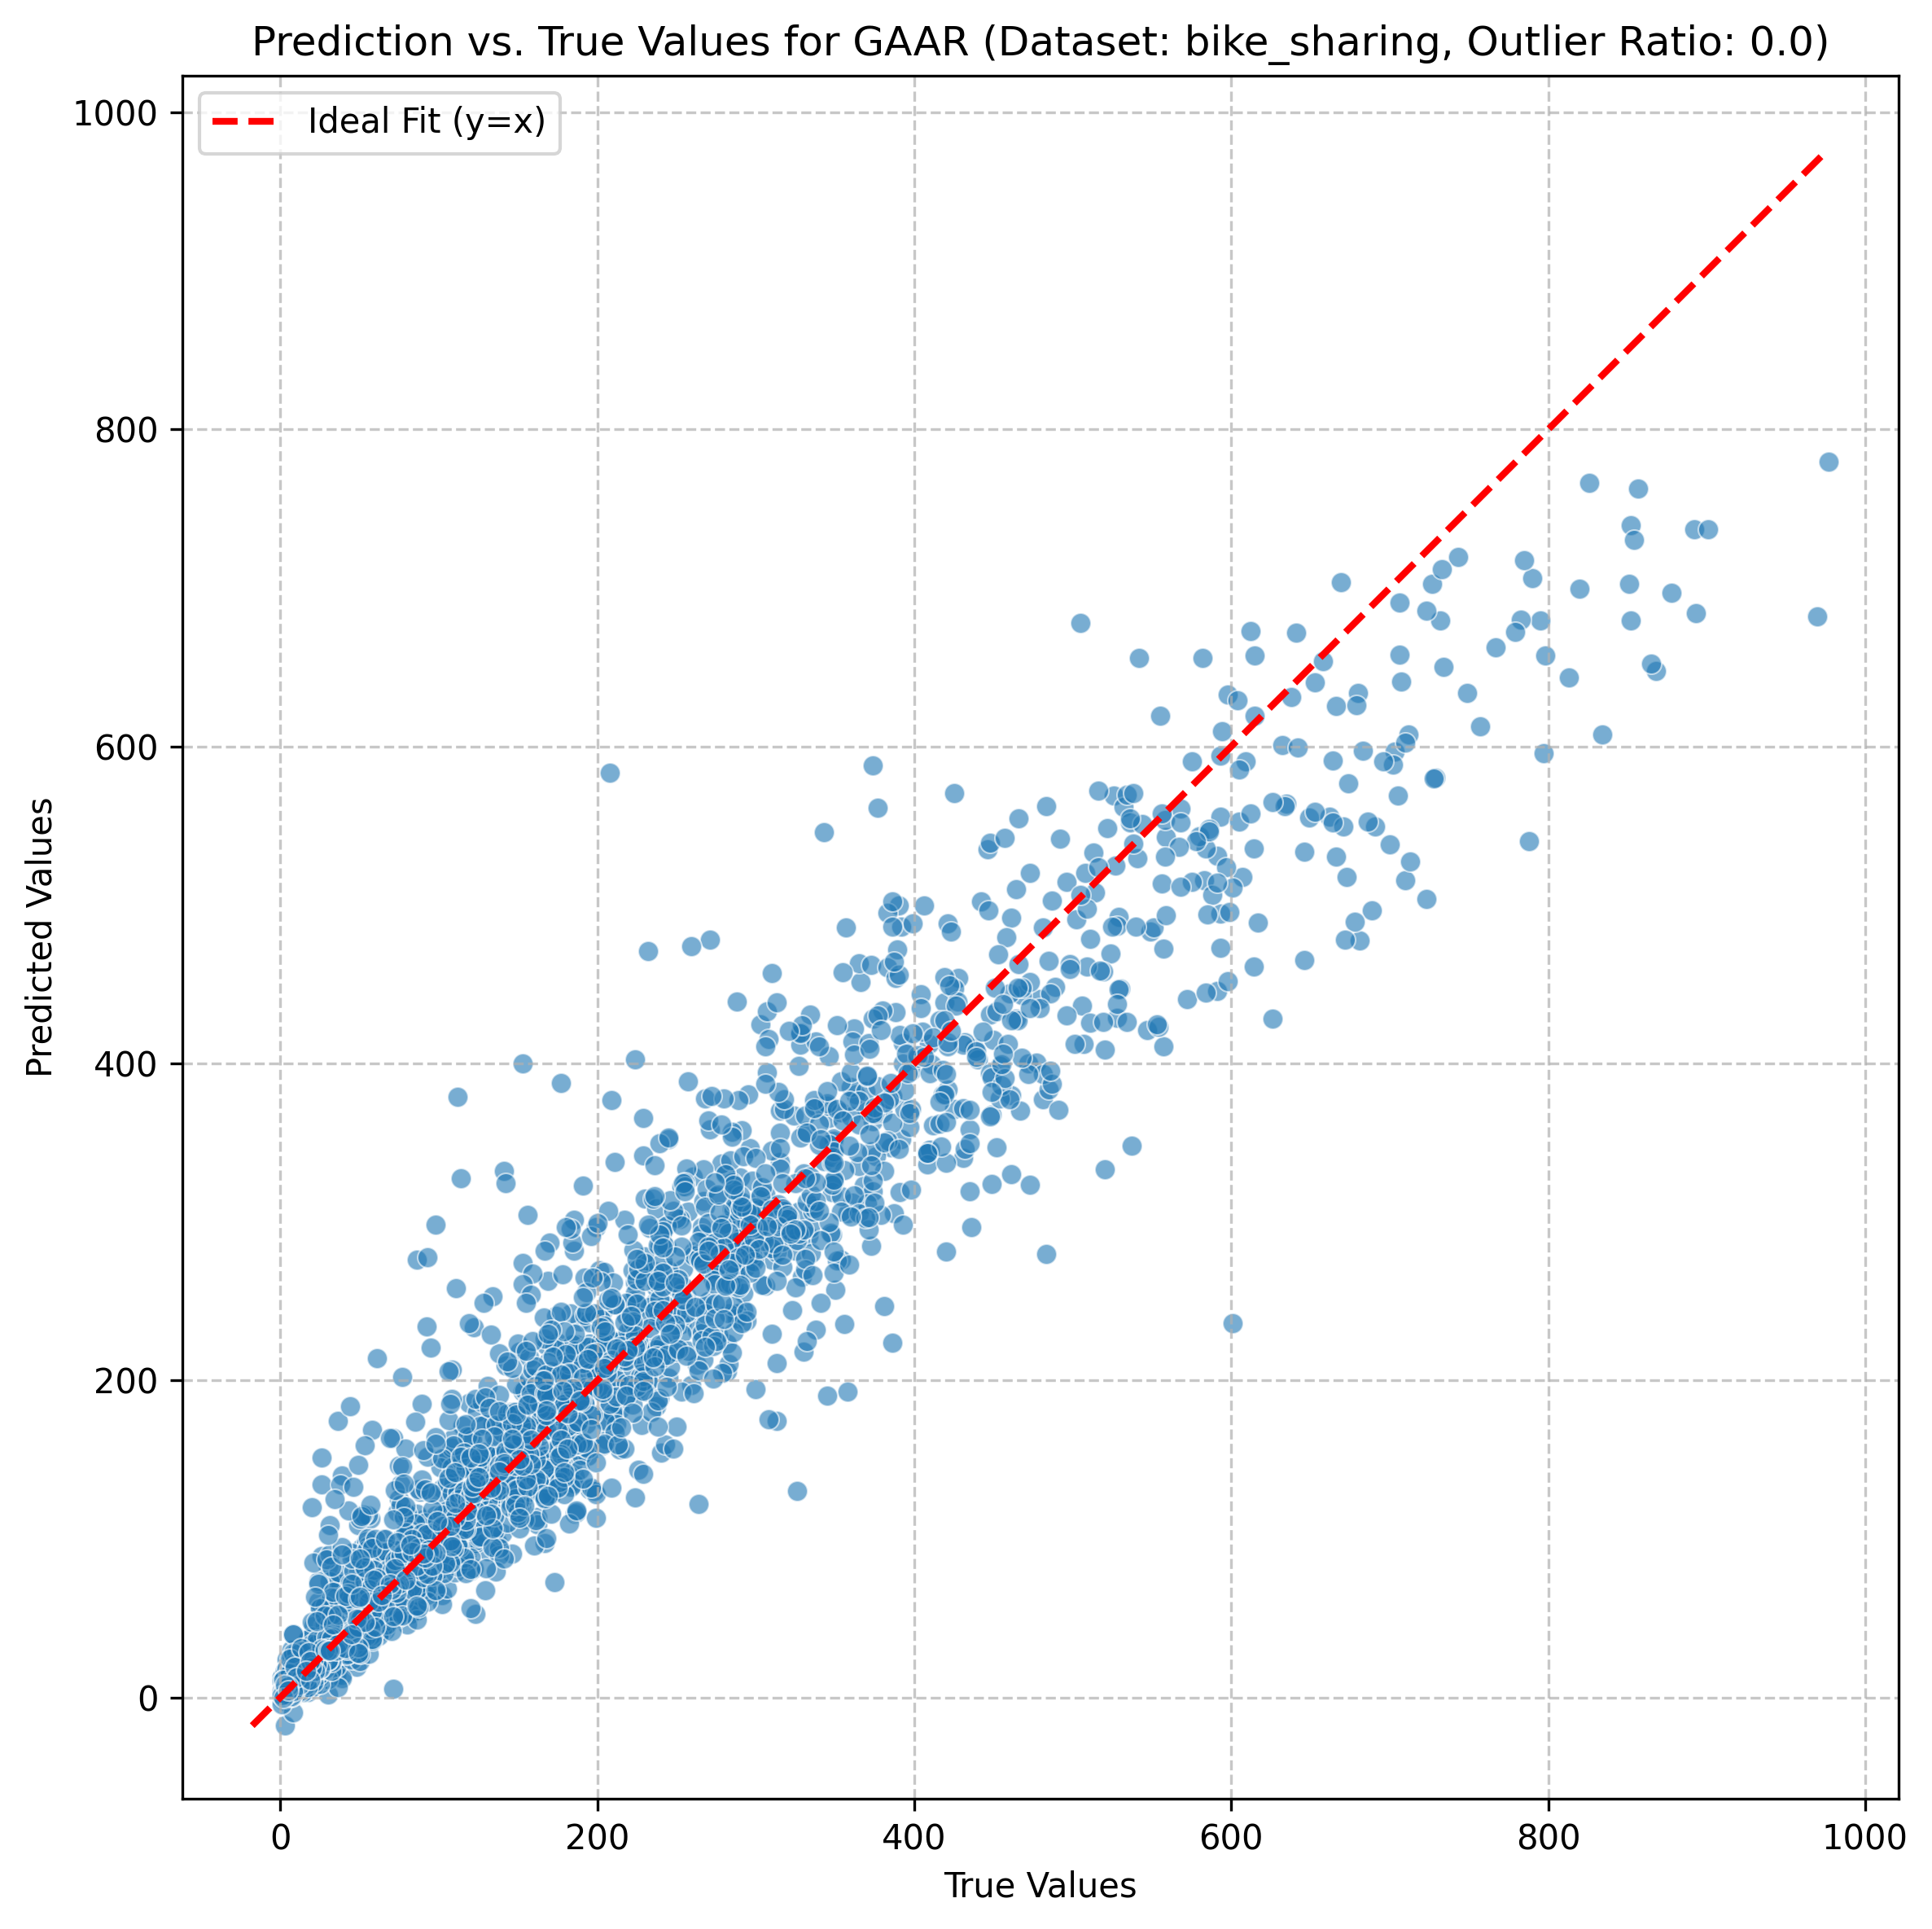 Prediction vs. True Values for GAAR (Dataset: bike_sharing, Outlier Ratio: 0.0)
Ideal Fit (y=x)
1000
800
600
400
200
0
Predicted Values
0 200 400 600 800 1000
True Values